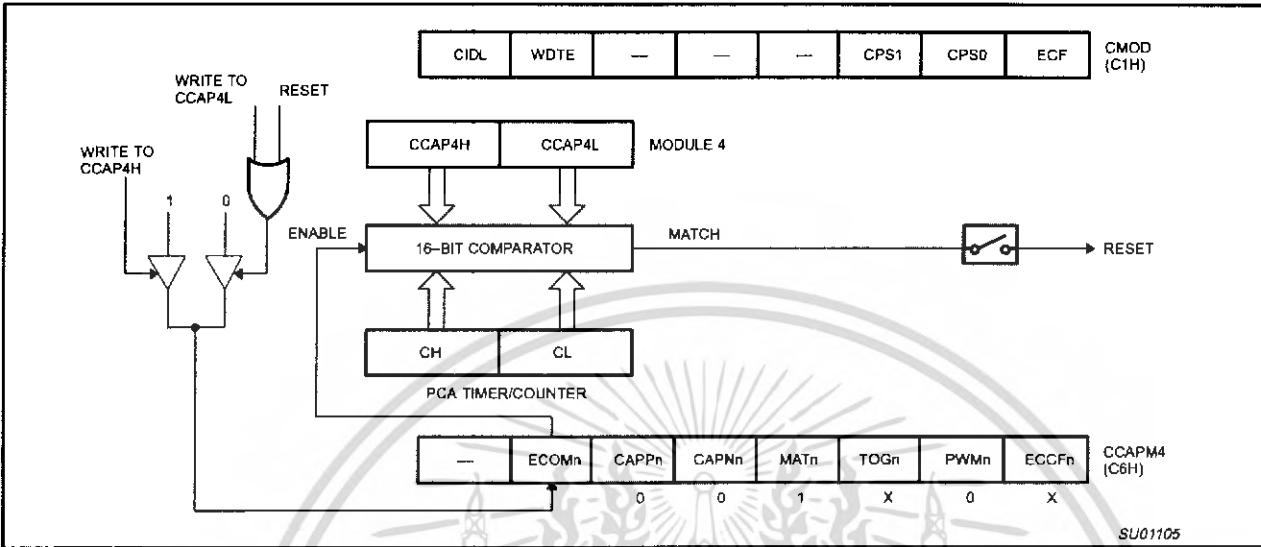 CIDL WDTE — — — CPS1 CPS0 ECF CMOD
(C1H)
WRITE TO
CCAP4L RESET
CCAP4H CCAP4L MODULE 4
WRITE TO
CCAP4H
1 0
ENABLE 16–BIT COMPARATOR MATCH RESET
CH CL
PCA TIMER/COUNTER
— ECOMn CAPPn CAPNn MATn TOGn PWMn ECCFn CCAPM4
(C6H)
0 0 1 X 0 X
SU01105